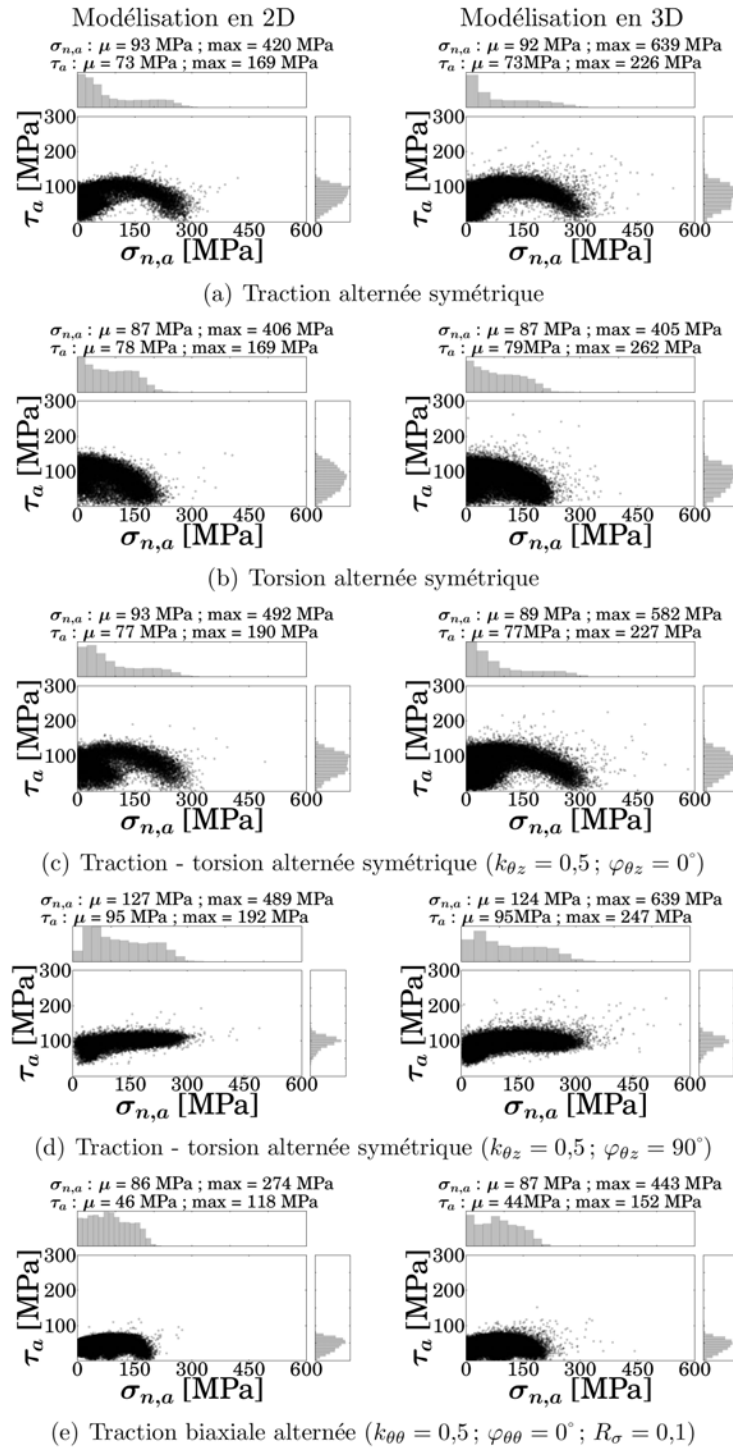 Modélisation en 2D Modélisation en 3D
σn,a : μ = 93 MPa ; max = 420 MPa
τa : μ = 73 MPa ; max = 169 MPa
σn,a : μ = 92 MPa ; max = 639 MPa
τa : μ = 73MPa ; max = 226 MPa
τa [MPa]
300
200
100
0 150 300 450 600
σn,a [MPa]
τa [MPa]
300
200
100
0 150 300 450 600
σn,a [MPa]
(a) Traction alternée symétrique
σn,a : μ = 87 MPa ; max = 406 MPa
τa : μ = 78 MPa ; max = 169 MPa
σn,a : μ = 87 MPa ; max = 405 MPa
τa : μ = 79MPa ; max = 262 MPa
τa [MPa]
300
200
100
0 150 300 450 600
σn,a [MPa]
τa [MPa]
300
200
100
0 150 300 450 600
σn,a [MPa]
(b) Torsion alternée symétrique
σn,a : μ = 93 MPa ; max = 492 MPa
τa : μ = 77 MPa ; max = 190 MPa
σn,a : μ = 89 MPa ; max = 582 MPa
τa : μ = 77MPa ; max = 227 MPa
τa [MPa]
300
200
100
0 150 300 450 600
σn,a [MPa]
τa [MPa]
300
200
100
0 150 300 450 600
σn,a [MPa]
(c) Traction - torsion alternée symétrique (kθz = 0,5 ; φθz = 0°)
σn,a : μ = 127 MPa ; max = 489 MPa
τa : μ = 95 MPa ; max = 192 MPa
σn,a : μ = 124 MPa ; max = 639 MPa
τa : μ = 95MPa ; max = 247 MPa
τa [MPa]
300
200
100
0 150 300 450 600
σn,a [MPa]
τa [MPa]
300
200
100
0 150 300 450 600
σn,a [MPa]
(d) Traction - torsion alternée symétrique (kθz = 0,5 ; φθz = 90°)
σn,a : μ = 86 MPa ; max = 274 MPa
τa : μ = 46 MPa ; max = 118 MPa
σn,a : μ = 87 MPa ; max = 443 MPa
τa : μ = 44MPa ; max = 152 MPa
τa [MPa]
300
200
100
0 150 300 450 600
σn,a [MPa]
τa [MPa]
300
200
100
0 150 300 450 600
σn,a [MPa]
(e) Traction biaxiale alternée (kθθ = 0,5 ; φθθ = 0° ; Rσ = 0,1)